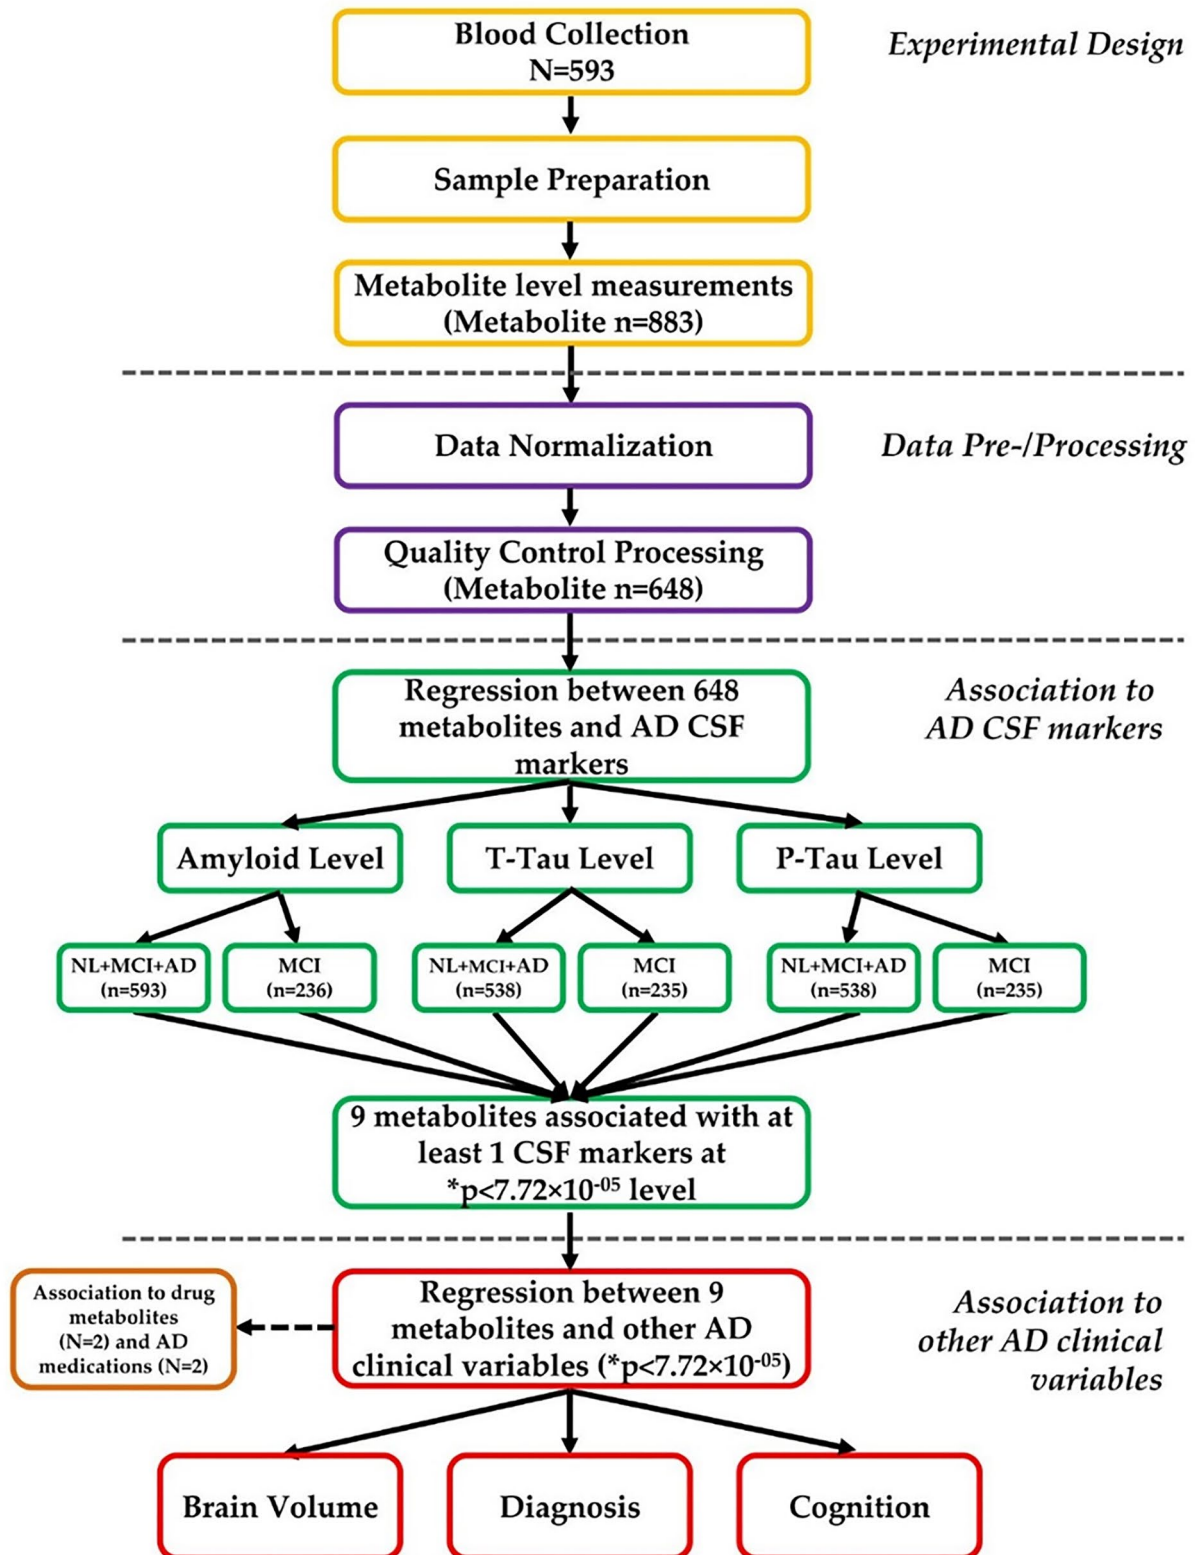 Blood Collection
N=593
Experimental Design
Sample Preparation
Metabolite level measurements
(Metabolite n=883)
Data Normalization
Data Pre-/Processing
Quality Control Processing
(Metabolite n=648)
Regression between 648
metabolites and AD CSF
markers
Association to
AD CSF markers
Amyloid Level
T-Tau Level
P-Tau Level
NL+MCI+AD
(n=593)
MCI
(n=236)
NL+MCI+AD
(n=538)
MCI
(n=235)
NL+MCI+AD
(n=538)
MCI
(n=235)
9 metabolites associated with at
least 1 CSF markers at
*p<7.72×10⁻⁰⁵ level
Association to drug
metabolites
(N=2) and AD
medications (N=2)
Regression between 9
metabolites and other AD
clinical variables (*p<7.72×10⁻⁰⁵)
Association to
other AD clinical
variables
Brain Volume
Diagnosis
Cognition